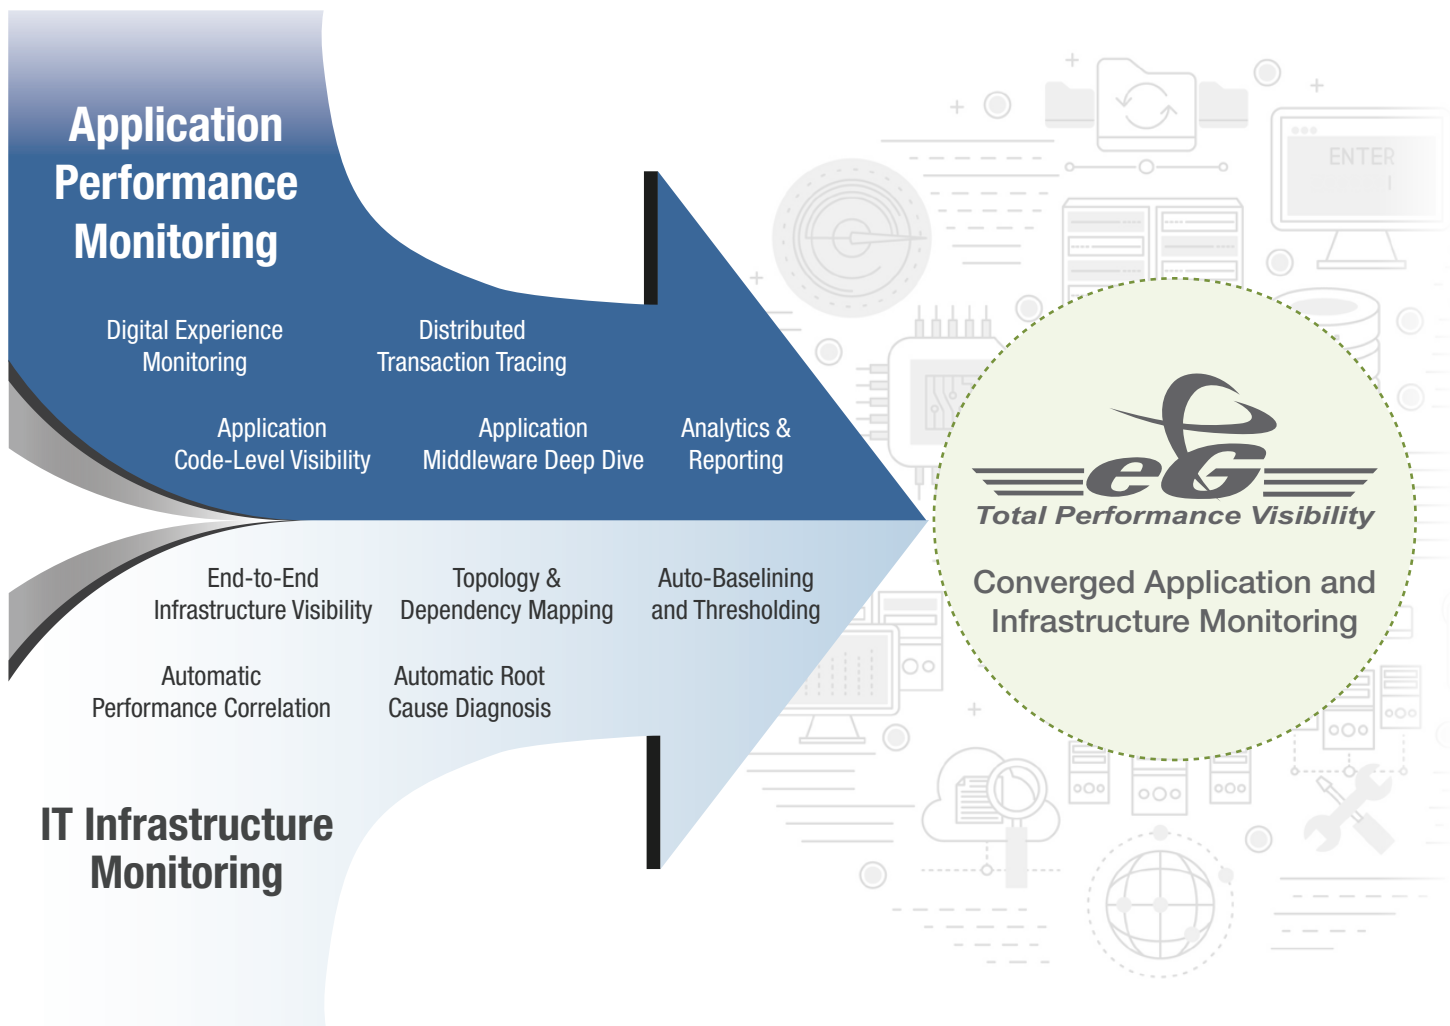 Application
Performance
Monitoring
Digital Experience
Monitoring
Distributed
Transaction Tracing
Application
Code-Level Visibility
Application
Middleware Deep Dive
Analytics &
Reporting
End-to-End
Infrastructure Visibility
Topology &
Dependency Mapping
Auto-Baselining
and Thresholding
Automatic
Performance Correlation
Automatic Root
Cause Diagnosis
IT Infrastructure
Monitoring
ENTER
eG
Total Performance Visibility
Converged Application and
Infrastructure Monitoring